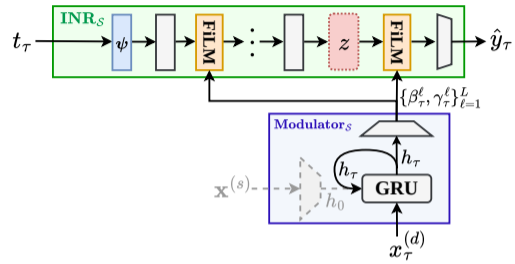 INR_S
t_τ
ψ
FiLM
⋮
z
FiLM
ŷ_τ
{β_τ^ℓ, γ_τ^ℓ}_{ℓ=1}^L
Modulator_S
h_τ
h_τ
x^{(s)}
h_0
GRU
x_τ^{(d)}